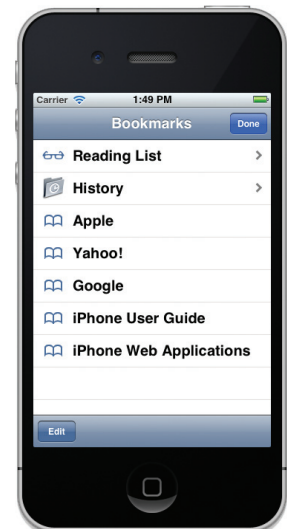 Carrier 1:49 PM
Bookmarks Done
Reading List
History
Apple
Yahoo!
Google
iPhone User Guide
iPhone Web Applications
Edit